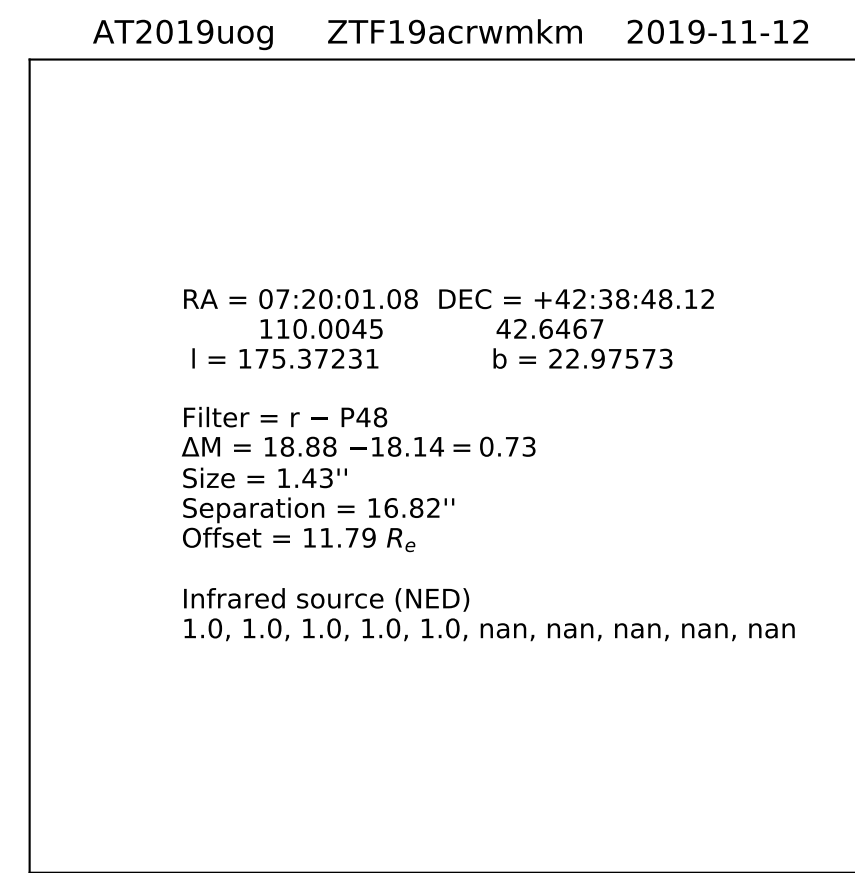 AT2019uog ZTF19acrwmkm 2019-11-12
RA = 07:20:01.08 DEC = +42:38:48.12
110.0045 42.6467
l = 175.37231 b = 22.97573
Filter = r − P48
ΔM = 18.88 −18.14 = 0.73
Size = 1.43''
Separation = 16.82''
Offset = 11.79 Re
Infrared source (NED)
1.0, 1.0, 1.0, 1.0, 1.0, nan, nan, nan, nan, nan